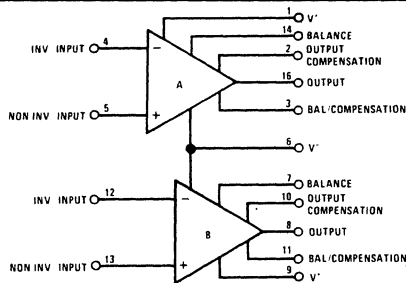 1 V+
14 BALANCE
INV INPUT 4
2 OUTPUT
COMPENSATION
−
A
16 OUTPUT
NON INV INPUT 5
+
3 BAL/COMPENSATION
6 V-
7 BALANCE
INV INPUT 12
10 OUTPUT
COMPENSATION
−
B
8 OUTPUT
11 BAL/COMPENSATION
NON INV INPUT 13
+
9 V+